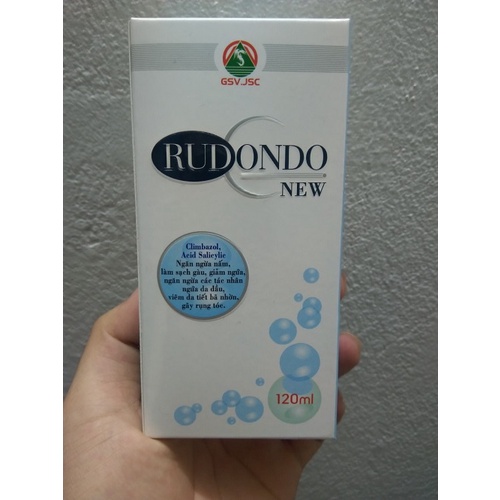 GSV.,JSC
RUDONDO
NEW
Climbazol,
Acid Salicylic
Ngăn ngừa nấm,
làm sạch gàu, giảm ngứa,
ngăn ngừa các tác nhân
ngứa da đầu,
viêm da tiết bã nhờn,
gây rụng tóc.
120ml